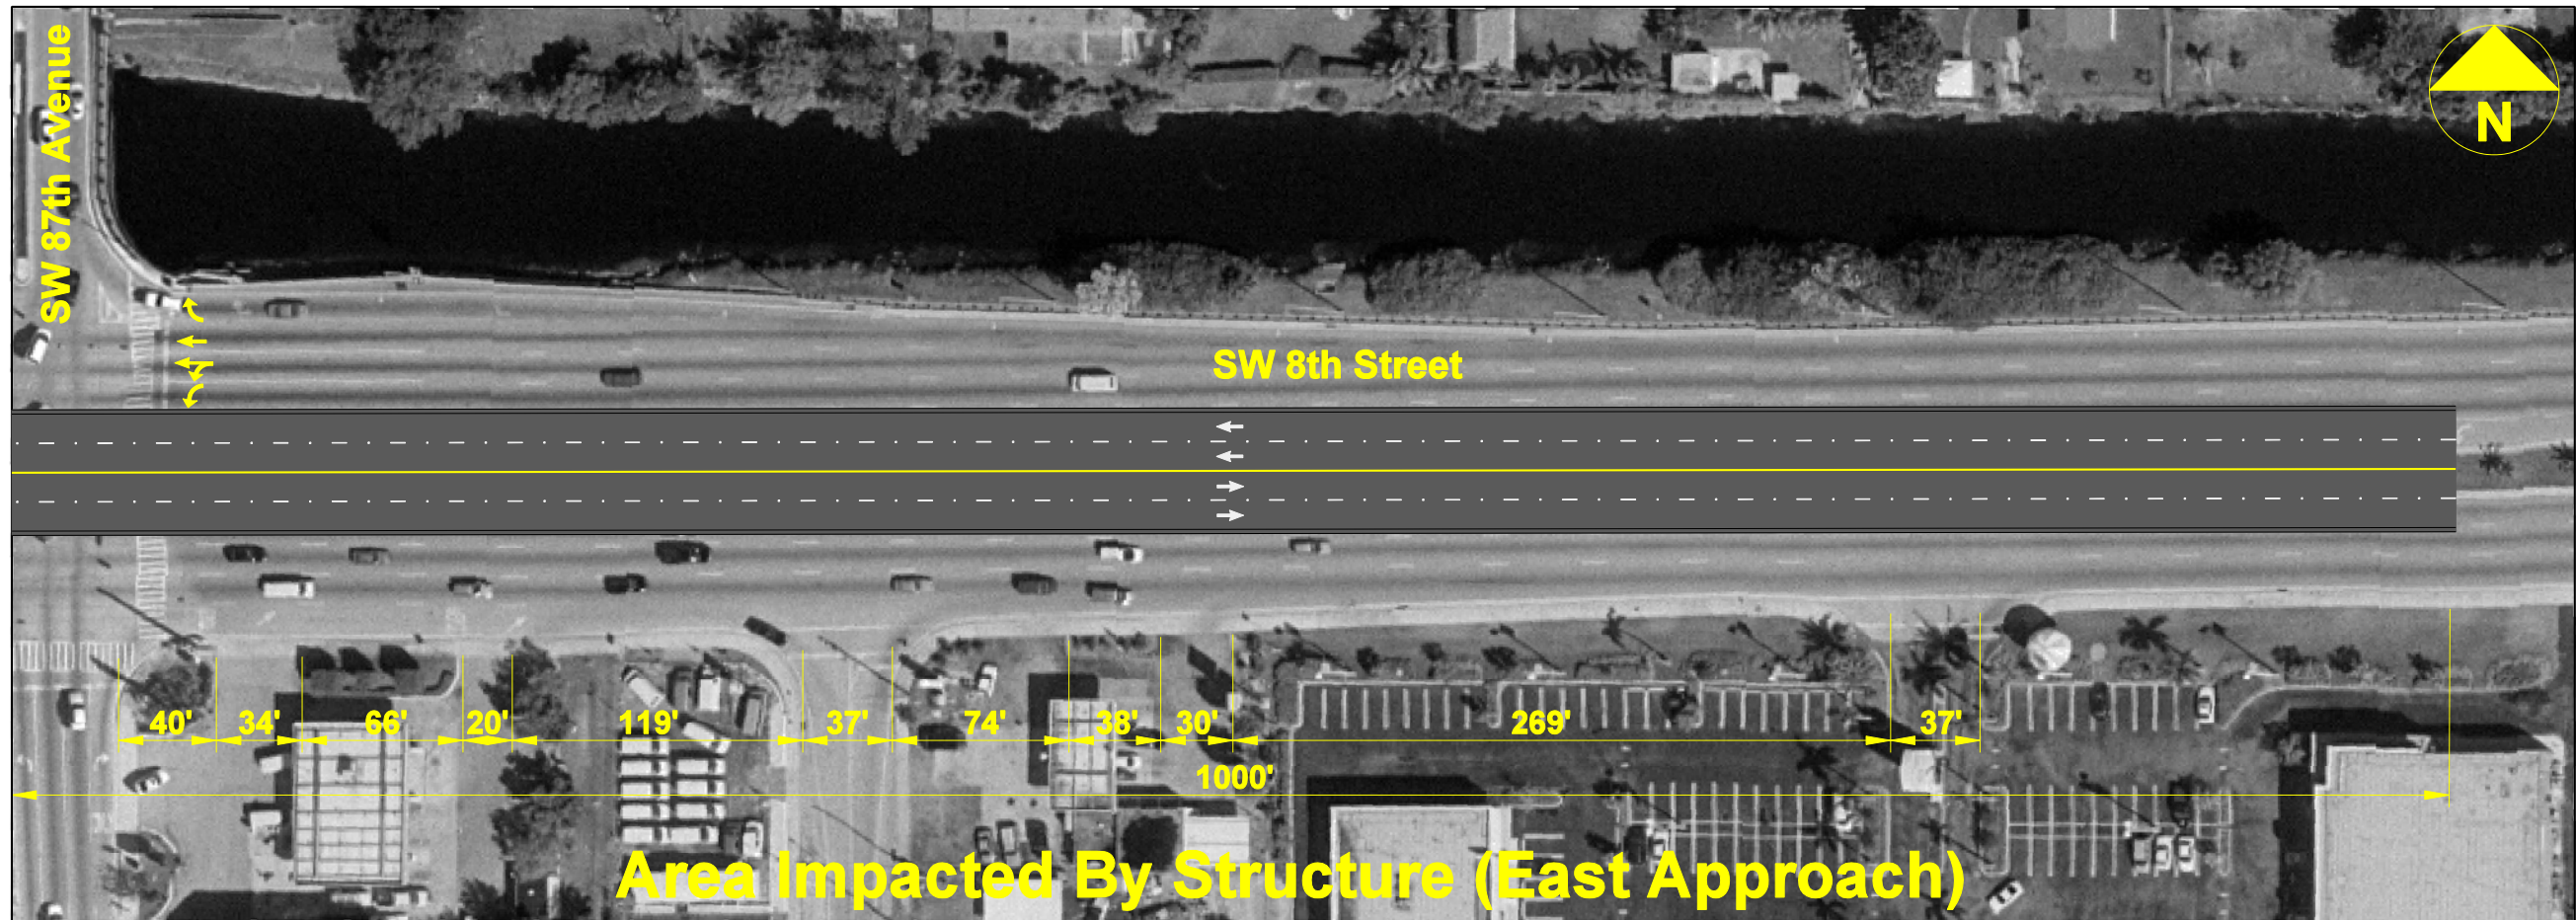 SW 87th Avenue
N
SW 8th Street
40' 34' 66' 20' 119' 37' 74' 38' 30' 269' 37'
1000'
Area Impacted By Structure (East Approach)